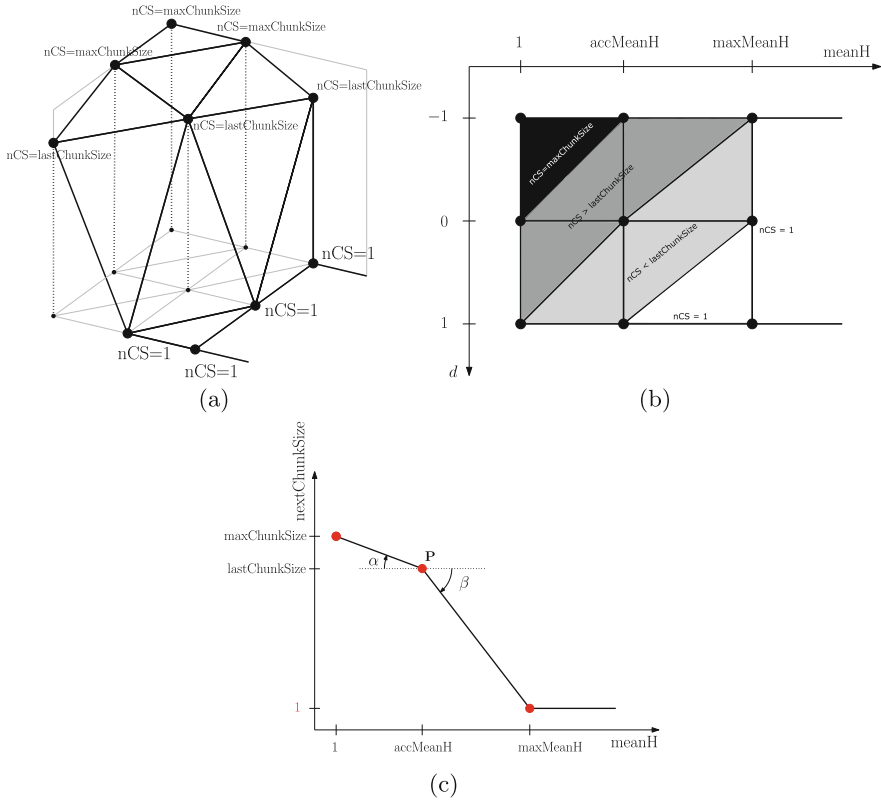 nCS=maxChunkSize
nCS=maxChunkSize
nCS=maxChunkSize
nCS=lastChunkSize
nCS=lastChunkSize
nCS=lastChunkSize
nCS=1
nCS=1
nCS=1
nCS=1
(a)
1
accMeanH
maxMeanH
meanH
−1
0
1
d
nCS=maxChunkSize
nCS > lastChunkSize
nCS < lastChunkSize
nCS = 1
nCS = 1
(b)
nextChunkSize
maxChunkSize
lastChunkSize
1
α
P
β
1
accMeanH
maxMeanH
meanH
(c)